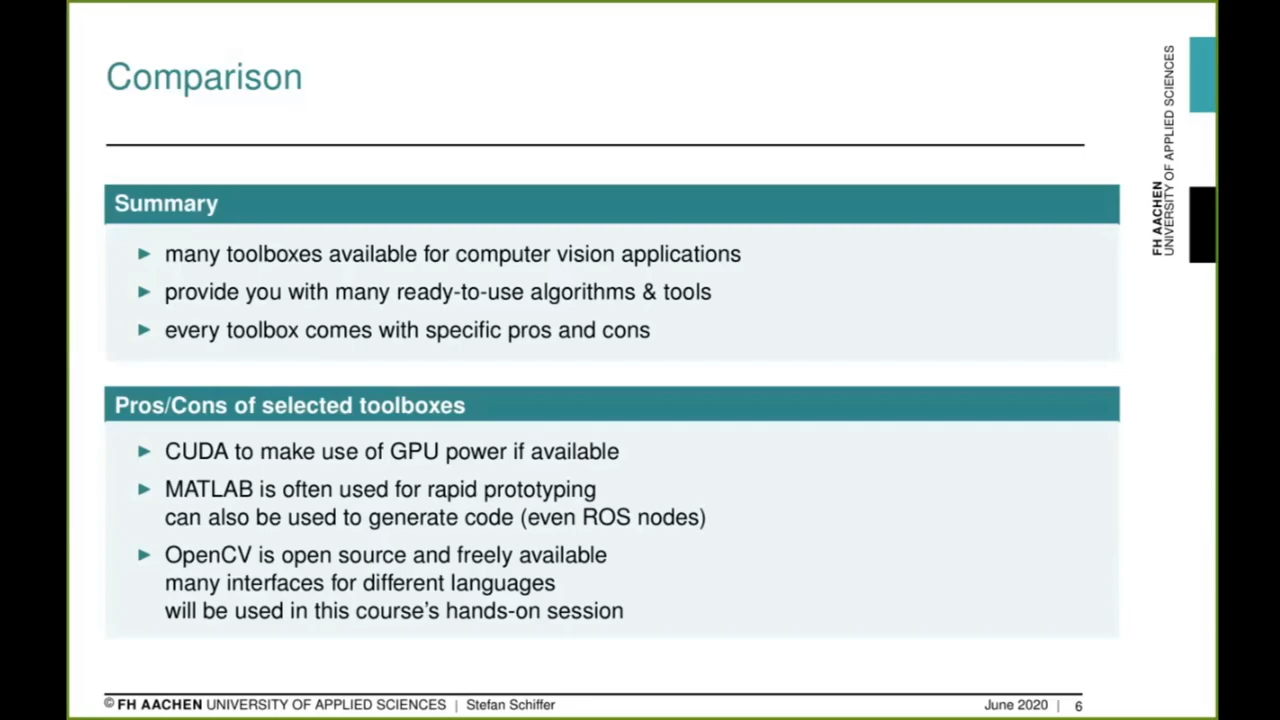 Comparison
Summary
▶ many toolboxes available for computer vision applications
▶ provide you with many ready-to-use algorithms & tools
▶ every toolbox comes with specific pros and cons
Pros/Cons of selected toolboxes
▶ CUDA to make use of GPU power if available
▶ MATLAB is often used for rapid prototyping
can also be used to generate code (even ROS nodes)
▶ OpenCV is open source and freely available
many interfaces for different languages
will be used in this course's hands-on session
FH AACHEN
UNIVERSITY OF APPLIED SCIENCES
© FH AACHEN UNIVERSITY OF APPLIED SCIENCES | Stefan Schiffer June 2020 | 6